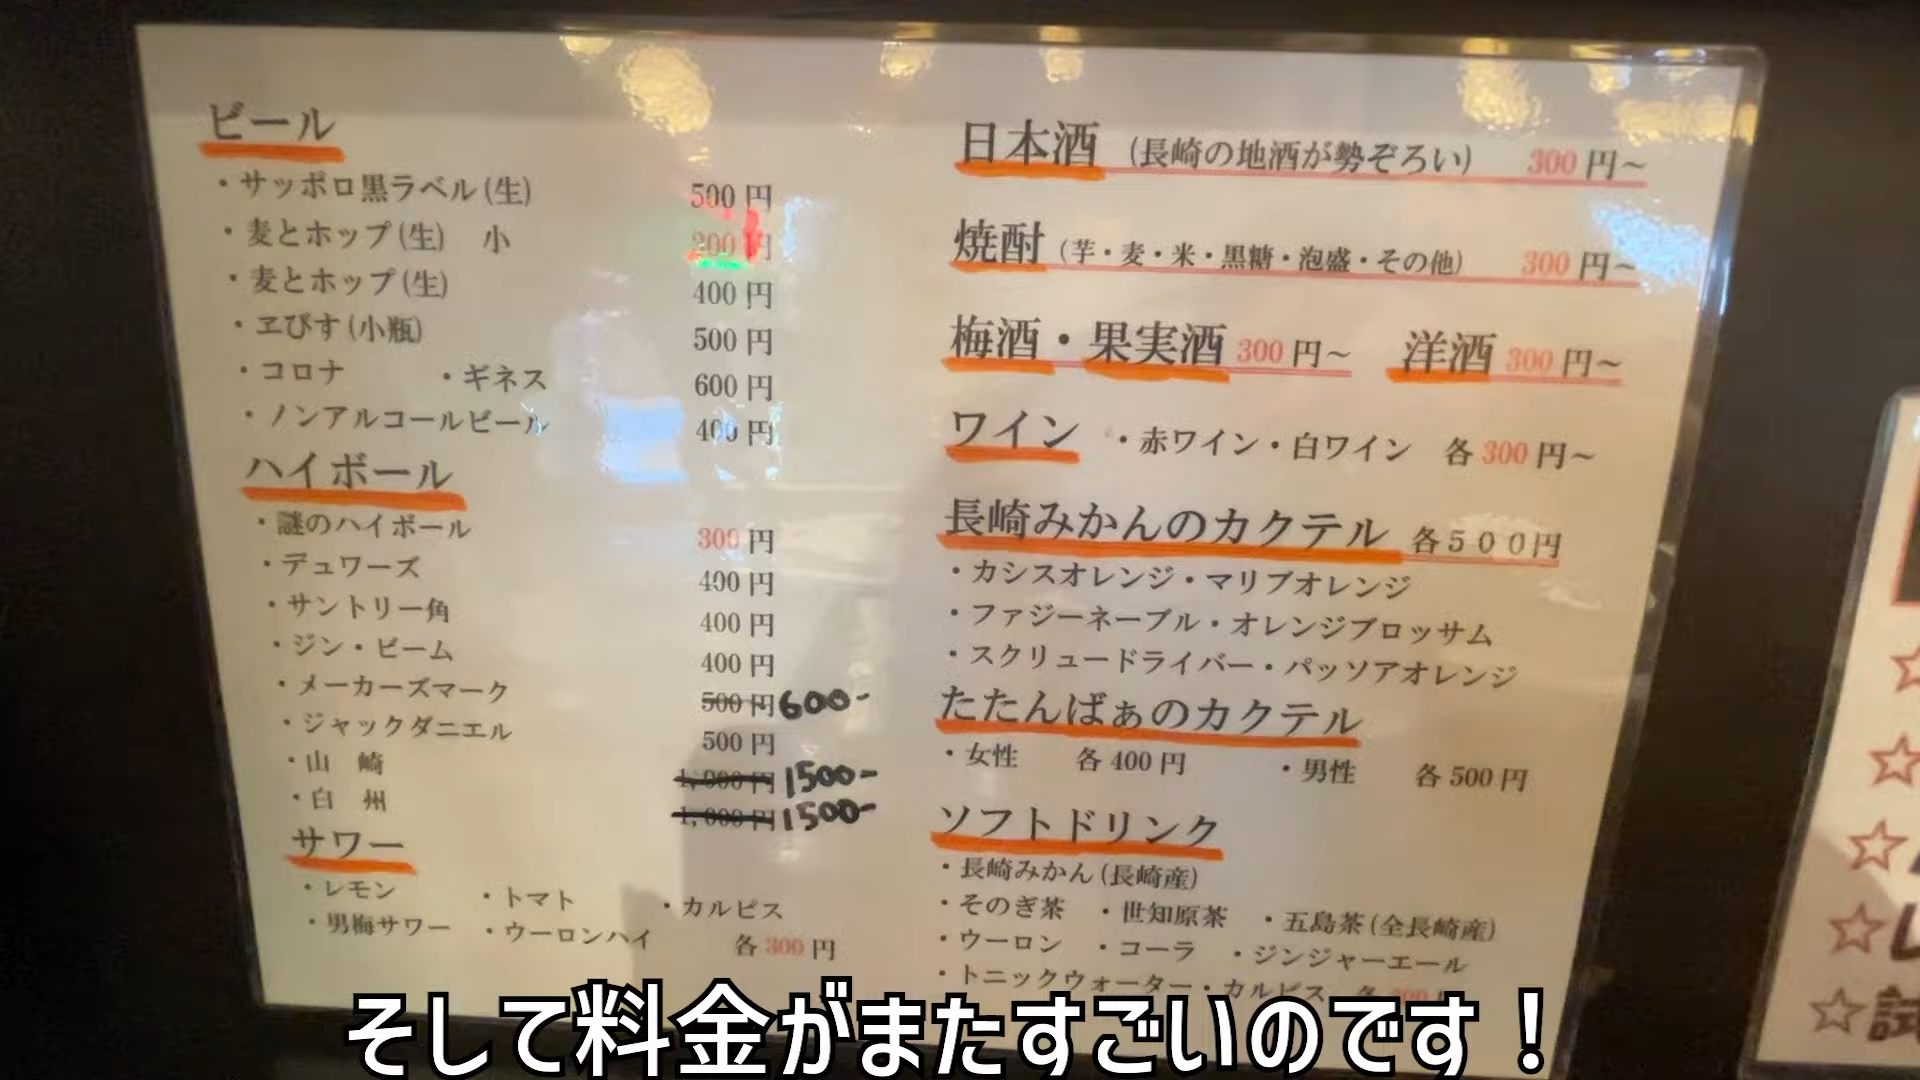 ビール
・サッポロ黒ラベル(生) 500円
・麦とホップ(生) 小 200円
・麦とホップ(生) 400円
・ヱびす(小瓶) 500円
・コロナ ・ギネス 600円
・ノンアルコールビール 400円
ハイボール
・謎のハイボール 300円
・デュワーズ 400円
・サントリー角 400円
・ジン・ビーム 400円
・メーカーズマーク 500円 600-
・ジャックダニエル 500円
・山崎 1,000円 1500-
・白州 1,000円 1500-
サワー
・レモン ・トマト ・カルピス
・男梅サワー ・ウーロンハイ 各300円
日本酒 (長崎の地酒が勢ぞろい) 300円~
焼酎 (芋・麦・米・黒糖・泡盛・その他) 300円~
梅酒・果実酒 300円~ 洋酒 300円~
ワイン ・赤ワイン・白ワイン 各300円~
長崎みかんのカクテル 各500円
・カシスオレンジ・マリブオレンジ
・ファジーネーブル・オレンジブロッサム
・スクリュードライバー・パッソアオレンジ
たたんばぁのカクテル
・女性 各400円 ・男性 各500円
ソフトドリンク
・長崎みかん(長崎産)
・そのぎ茶 ・世知原茶 ・五島茶(全長崎産)
・ウーロン ・コーラ ・ジンジャーエール
・トニックウォーター・カルピス 各
そして料金がまたすごいのです！